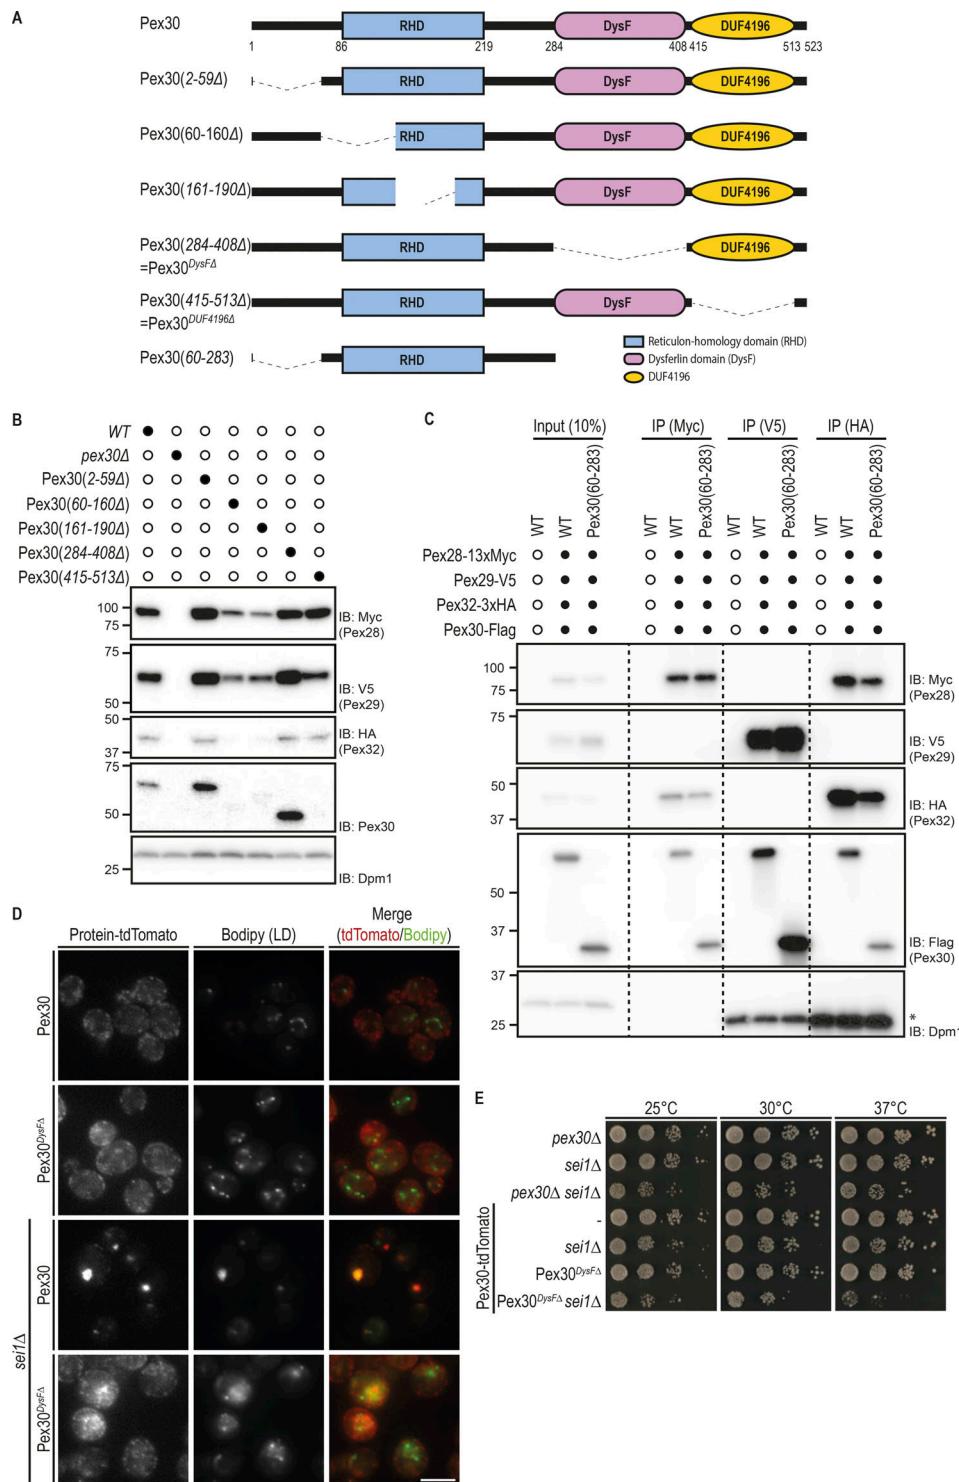 A
Pex30
RHD
DysF
DUF4196
1
86
219
284
408 415
513 523
Pex30(2-59Δ)
RHD
DysF
DUF4196
Pex30(60-160Δ)
RHD
DysF
DUF4196
Pex30(161-190Δ)
DysF
DUF4196
Pex30(284-408Δ)
=Pex30DysFΔ
RHD
DUF4196
Pex30(415-513Δ)
=Pex30DUF4196Δ
RHD
DysF
Pex30(60-283)
RHD
Reticulon-homology domain (RHD)
Dysferlin domain (DysF)
DUF4196
B
WT
pex30Δ
Pex30(2-59Δ)
Pex30(60-160Δ)
Pex30(161-190Δ)
Pex30(284-408Δ)
Pex30(415-513Δ)
100
75
IB: Myc
(Pex28)
75
50
IB: V5
(Pex29)
50
37
IB: HA
(Pex32)
75
50
IB: Pex30
25
IB: Dpm1
C
Input (10%)
IP (Myc)
IP (V5)
IP (HA)
WT
WT
Pex30(60-283)
WT
WT
Pex30(60-283)
WT
WT
Pex30(60-283)
WT
WT
Pex30(60-283)
Pex28-13xMyc
Pex29-V5
Pex32-3xHA
Pex30-Flag
100
75
IB: Myc
(Pex28)
75
IB: V5
(Pex29)
50
37
IB: HA
(Pex32)
50
37
IB: Flag
(Pex30)
37
25
*
IB: Dpm1
D
Protein-tdTomato
Bodipy (LD)
Merge
(tdTomato/Bodipy)
Pex30
Pex30DysFΔ
sei1Δ
Pex30
Pex30DysFΔ
E
25°C
30°C
37°C
pex30Δ
sei1Δ
pex30Δ sei1Δ
Pex30-tdTomato
-
sei1Δ
Pex30DysFΔ
Pex30DysFΔ sei1Δ